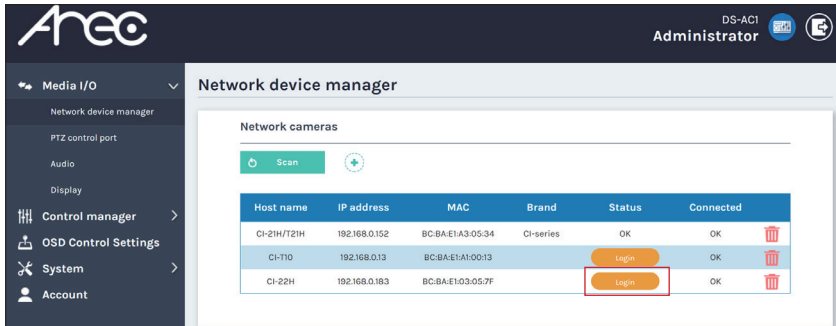 Arec
DS-AC1
Administrator
Media I/O
Network device manager
PTZ control port
Audio
Display
Control manager
OSD Control Settings
System
Account
Network device manager
Network cameras
Scan
Host name IP address MAC Brand Status Connected
CI-21H/T21H 192.168.0.152 BC:BA:E1:A3:05:34 CI-series OK OK
CI-T10 192.168.0.13 BC:BA:E1:A1:00:13 Login OK
CI-22H 192.168.0.183 BC:BA:E1:03:05:7F Login OK